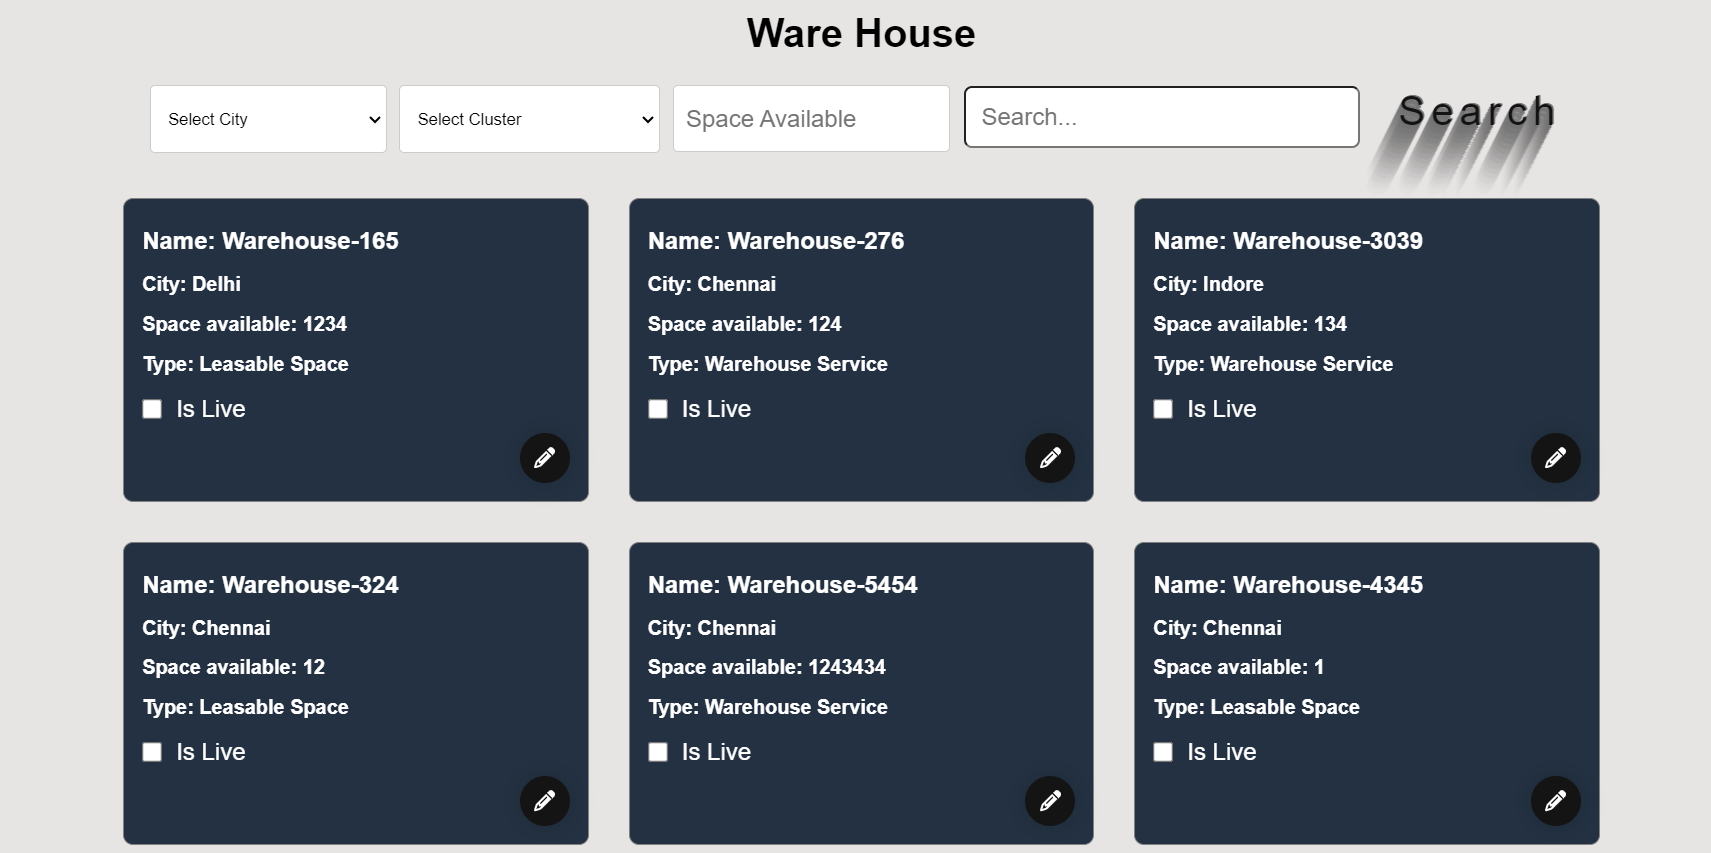 Ware House
Select City
Select Cluster
Space Available
Search...
Search
Name: Warehouse-165
City: Delhi
Space available: 1234
Type: Leasable Space
Is Live
Name: Warehouse-276
City: Chennai
Space available: 124
Type: Warehouse Service
Is Live
Name: Warehouse-3039
City: Indore
Space available: 134
Type: Warehouse Service
Is Live
Name: Warehouse-324
City: Chennai
Space available: 12
Type: Leasable Space
Is Live
Name: Warehouse-5454
City: Chennai
Space available: 1243434
Type: Warehouse Service
Is Live
Name: Warehouse-4345
City: Chennai
Space available: 1
Type: Leasable Space
Is Live